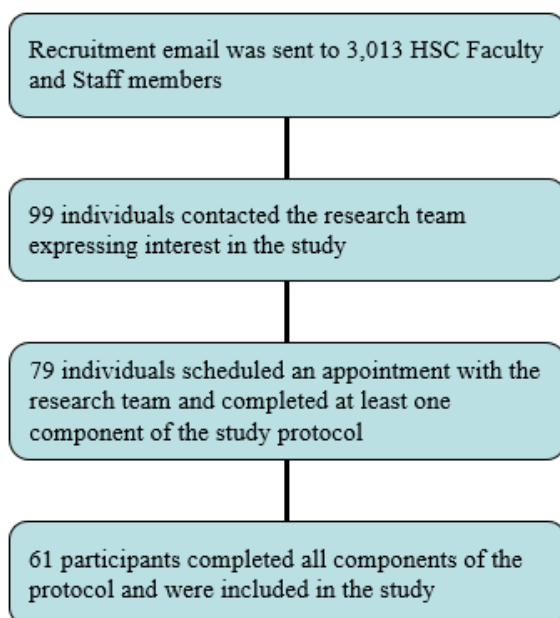 Recruitment email was sent to 3,013 HSC Faculty
and Staff members
99 individuals contacted the research team
expressing interest in the study
79 individuals scheduled an appointment with the
research team and completed at least one
component of the study protocol
61 participants completed all components of the
protocol and were included in the study